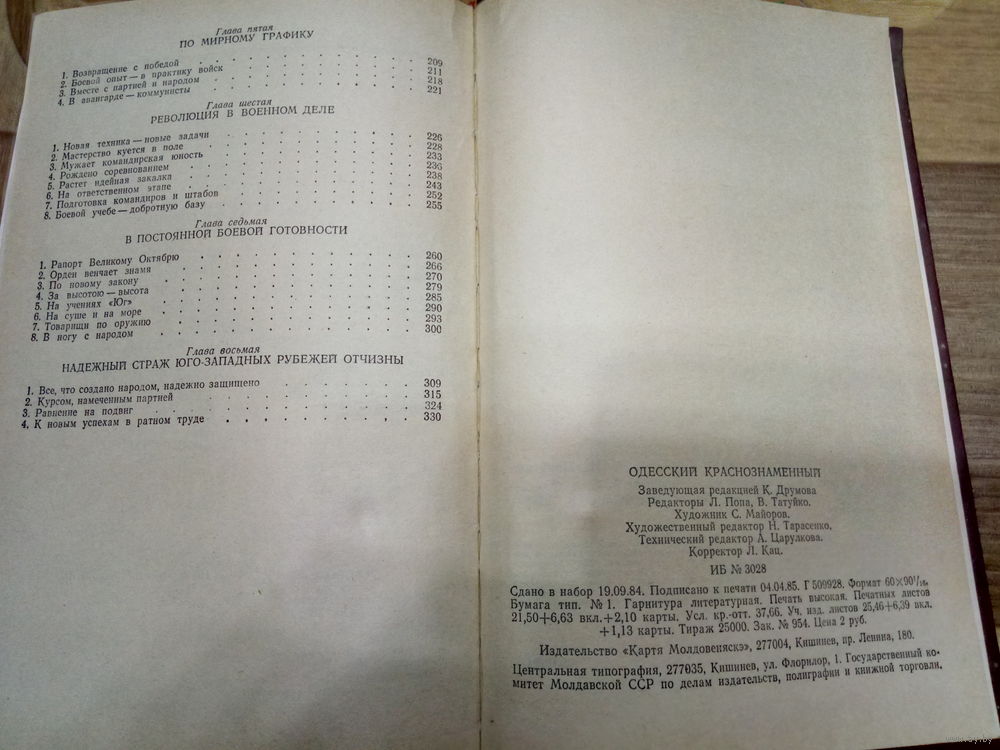 Глава пятая
ПО МИРНОМУ ГРАФИКУ
1. Возвращение с победой . . . . . . . . 209
2. Боевой опыт — в практику войск . . . . . . . 211
3. Вместе с партией и народом . . . . . . . 218
4. В авангарде — коммунисты . . . . . . . 221
Глава шестая
РЕВОЛЮЦИЯ В ВОЕННОМ ДЕЛЕ
1. Новая техника — новые задачи . . . . . . . 226
2. Мастерство куется в поле . . . . . . . 228
3. Мужает командирская юность . . . . . . . 233
4. Рождено соревнованием . . . . . . . 236
5. Растет идейная закалка . . . . . . . 238
6. На ответственном этапе . . . . . . . 243
7. Подготовка командиров и штабов . . . . . . . 252
8. Боевой учебе — добротную базу . . . . . . . 255
Глава седьмая
В ПОСТОЯННОЙ БОЕВОЙ ГОТОВНОСТИ
1. Рапорт Великому Октябрю . . . . . . . 260
2. Орден венчает знамя . . . . . . . 266
3. По новому закону . . . . . . . 270
4. За высотою — высота . . . . . . . 279
5. На учениях «Юг» . . . . . . . 285
6. На суше и на море . . . . . . . 290
7. Товарищи по оружию . . . . . . . 293
8. В ногу с народом . . . . . . . 300
Глава восьмая
НАДЕЖНЫЙ СТРАЖ ЮГО-ЗАПАДНЫХ РУБЕЖЕЙ ОТЧИЗНЫ
1. Все, что создано народом, надежно защищено . . . . . 309
2. Курсом, намеченным партией . . . . . . . 315
3. Равнение на подвиг . . . . . . . 324
4. К новым успехам в ратном труде . . . . . . . 330
ОДЕССКИЙ КРАСНОЗНАМЕННЫЙ
Заведующая редакцией К. Друмова
Редакторы Л. Попа, В. Татуйко.
Художник С. Майоров.
Художественный редактор Н. Тарасенко.
Технический редактор А. Царулкова.
Корректор Л. Кац.
ИБ № 3028
Сдано в набор 19.09.84. Подписано к печати 04.04.85. Г 509928. Формат 60×90 1/16.
Бумага тип. № 1. Гарнитура литературная. Печать высокая. Печатных листов
21,50+6,63 вкл.+2,10 карты. Усл. кр.-отт. 37,66. Уч. изд. листов 25,46+6,39 вкл.
+1,13 карты. Тираж 25000. Зак. № 954. Цена 2 руб.
Издательство «Картя Молдовеняскэ», 277004, Кишинев, пр. Ленина, 180.
Центральная типография, 277035, Кишинев, ул. Флорилор, 1. Государственный ко-
митет Молдавской ССР по делам издательств, полиграфии и книжной торговли.